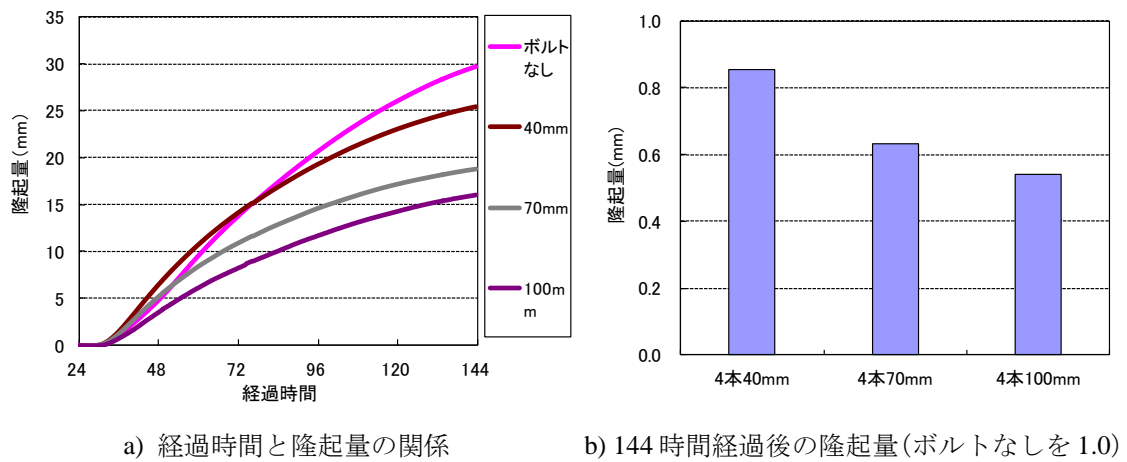 35
30
25
20
15
10
5
0
隆起量(mm)
24 48 72 96 120 144
経過時間
ボルト
なし
40mm
70mm
100m
m
1.0
0.8
0.6
0.4
0.2
0.0
隆起量(mm)
4本40mm 4本70mm 4本100mm
a) 経過時間と隆起量の関係
b) 144 時間経過後の隆起量(ボルトなしを 1.0)